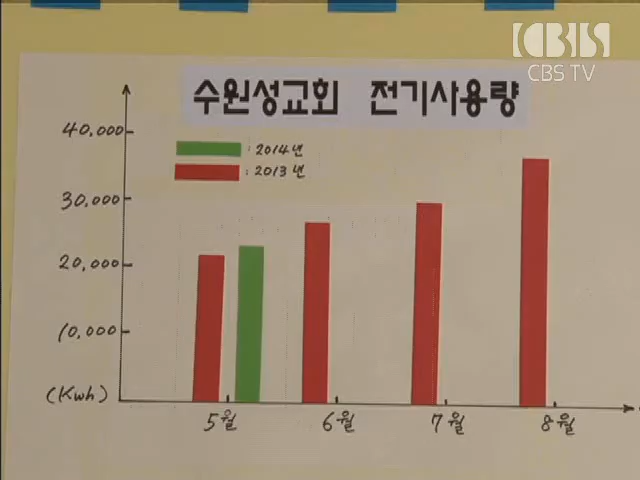 CBS
CBS TV
수원성교회 전기사용량
: 2014년
: 2013년
40,000
30,000
20,000
10,000
(Kwh)
5월 6월 7월 8월